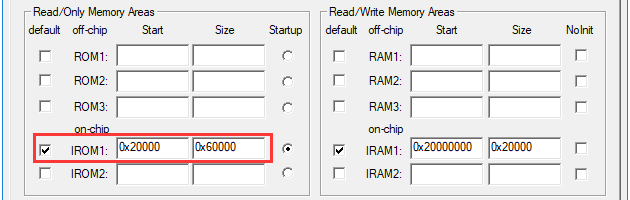 Read/Only Memory Areas
default off-chip Start Size Startup
ROM1:
ROM2:
ROM3:
on-chip
IROM1: 0x20000 0x60000
IROM2:
Read/Write Memory Areas
default off-chip Start Size NoInit
RAM1:
RAM2:
RAM3:
on-chip
IRAM1: 0x20000000 0x20000
IRAM2: